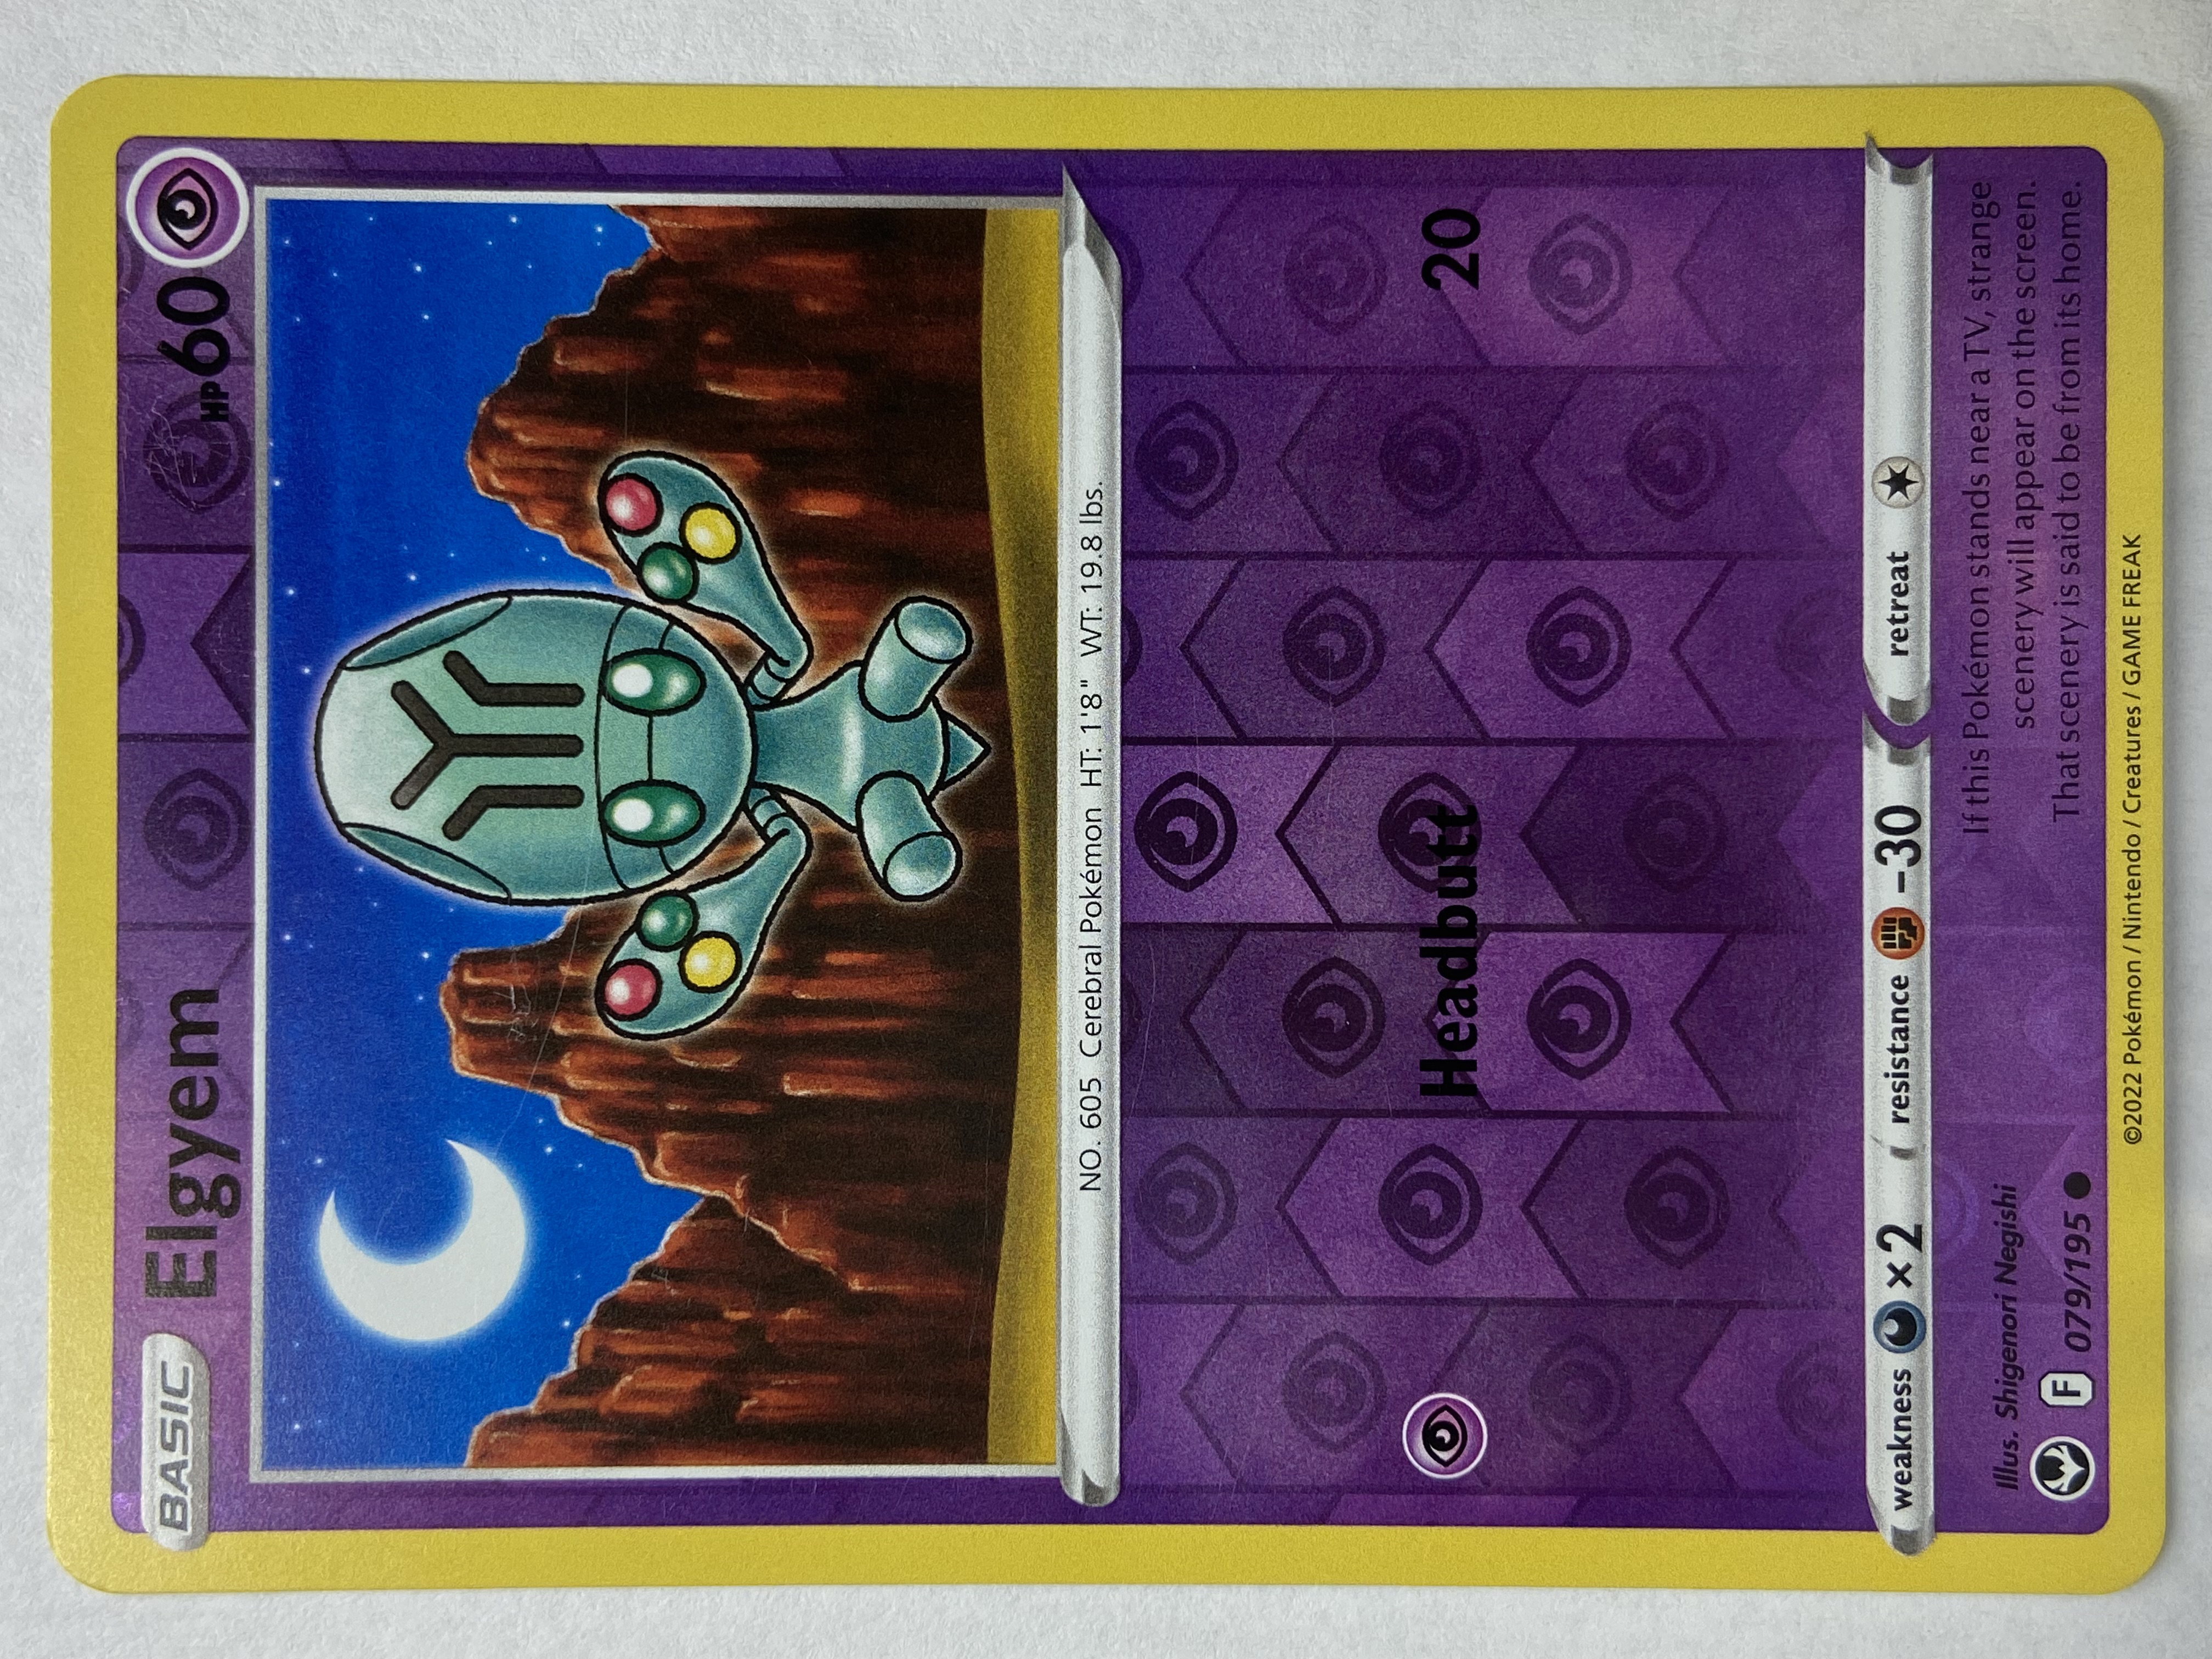 BASIC Elgyem HP 60
NO. 605 Cerebral Pokémon HT: 1'8" WT: 19.8 lbs.
Headbutt 20
weakness ×2 resistance -30 retreat
Illus. Shigenori Negishi
If this Pokémon stands near a TV, strange
scenery will appear on the screen.
That scenery is said to be from its home.
F 079/195
©2022 Pokémon / Nintendo / Creatures / GAME FREAK